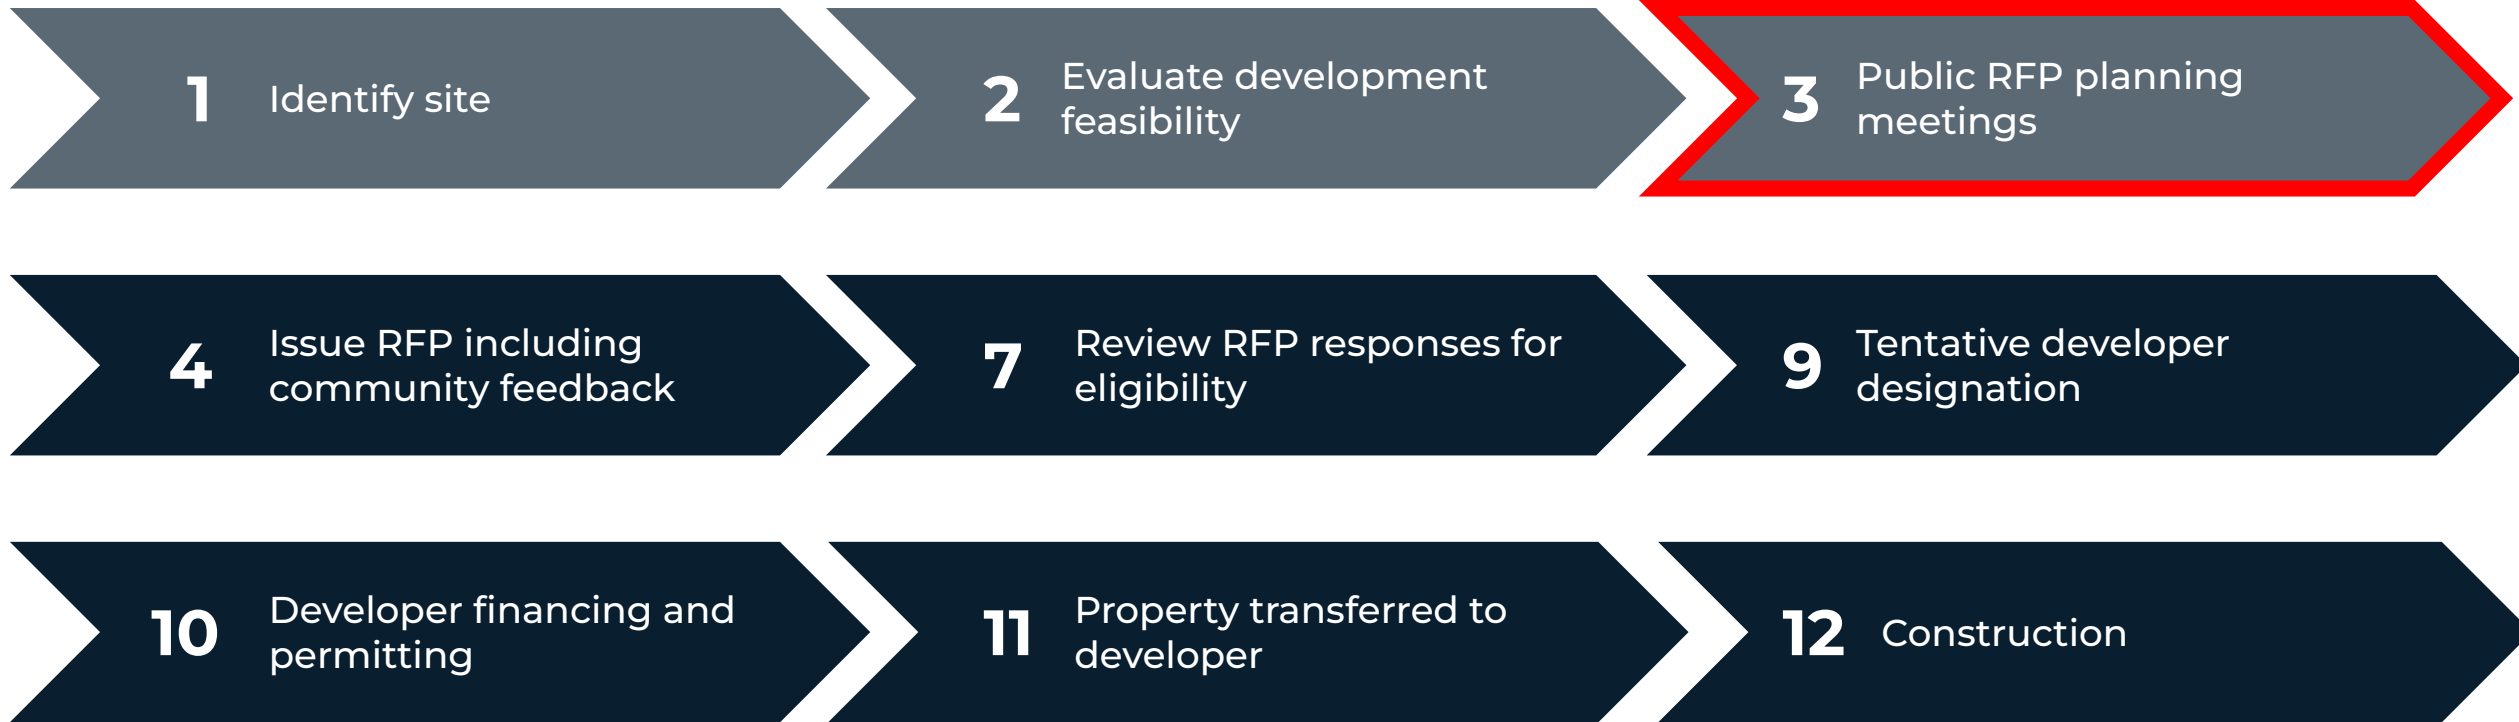 1
Identify site
2
Evaluate development
feasibility
3
Public RFP planning
meetings
4
Issue RFP including
community feedback
7
Review RFP responses for
eligibility
9
Tentative developer
designation
10
Developer financing and
permitting
11
Property transferred to
developer
12
Construction